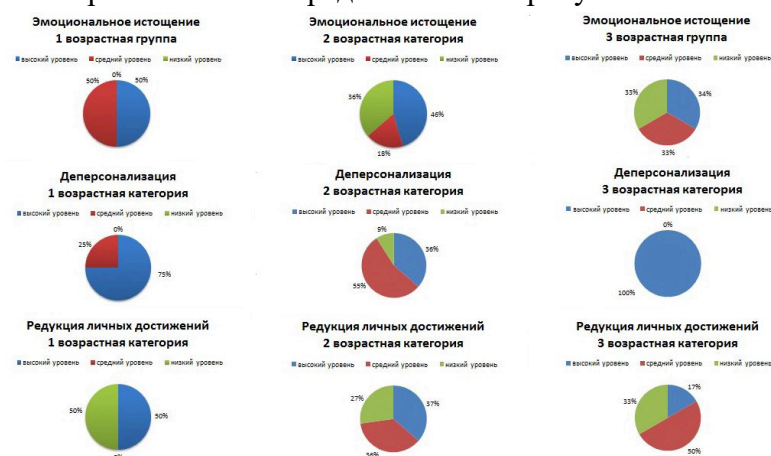 Эмоциональное истощение
1 возрастная группа
высокий уровень средний уровень низкий уровень
50% 0% 50%
Эмоциональное истощение
2 возрастная категория
высокий уровень средний уровень низкий уровень
36% 46%
18%
Эмоциональное истощение
3 возрастная группа
высокий уровень средний уровень низкий уровень
33% 34%
33%
Деперсонализация
1 возрастная категория
высокий уровень средний уровень низкий уровень
0%
25%
75%
Деперсонализация
2 возрастная категория
высокий уровень средний уровень низкий уровень
9%
36%
55%
Деперсонализация
3 возрастная категория
высокий уровень средний уровень низкий уровень
0%
100%
Редукция личных достижений
1 возрастная категория
высокий уровень средний уровень низкий уровень
50% 50%
Редукция личных достижений
2 возрастная категория
высокий уровень средний уровень низкий уровень
27% 37%
36%
Редукция личных достижений
3 возрастная категория
высокий уровень средний уровень низкий уровень
17%
33%
50%